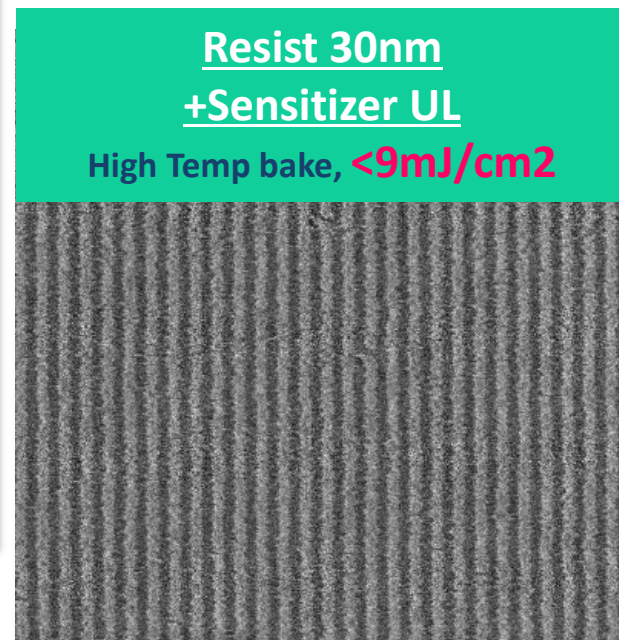 Resist 30nm
+Sensitizer UL
High Temp bake, <9mJ/cm2